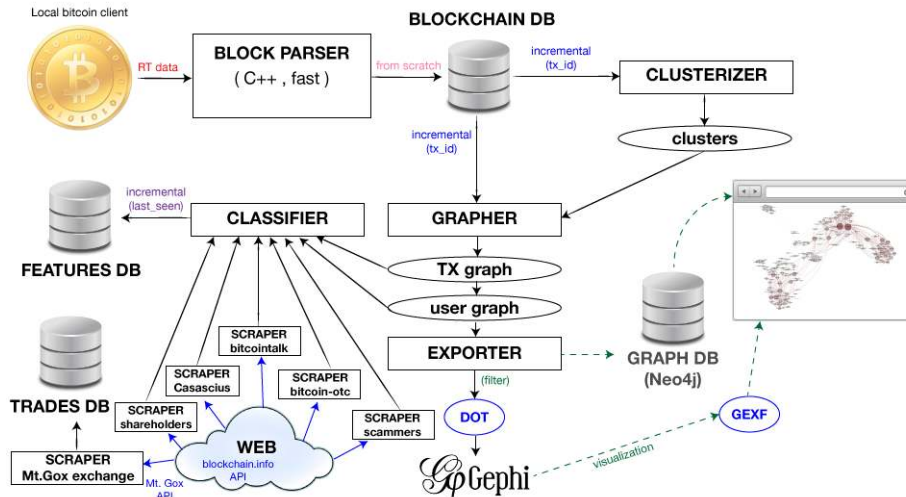 Local bitcoin client
BLOCKCHAIN DB
RT data
BLOCK PARSER
( C++ , fast )
from scratch
incremental
(tx_id)
CLUSTERIZER
clusters
incremental
(tx_id)
incremental
(last_seen)
CLASSIFIER
GRAPHER
FEATURES DB
TX graph
user graph
EXPORTER
(filter)
GRAPH DB
(Neo4j)
SCRAPER
bitcointalk
SCRAPER
Casascius
SCRAPER
bitcoin-otc
SCRAPER
shareholders
SCRAPER
scammers
TRADES DB
DOT
GEXF
WEB
blockchain.info
API
SCRAPER
Mt.Gox exchange
Mt. Gox
API
Gephi
visualization